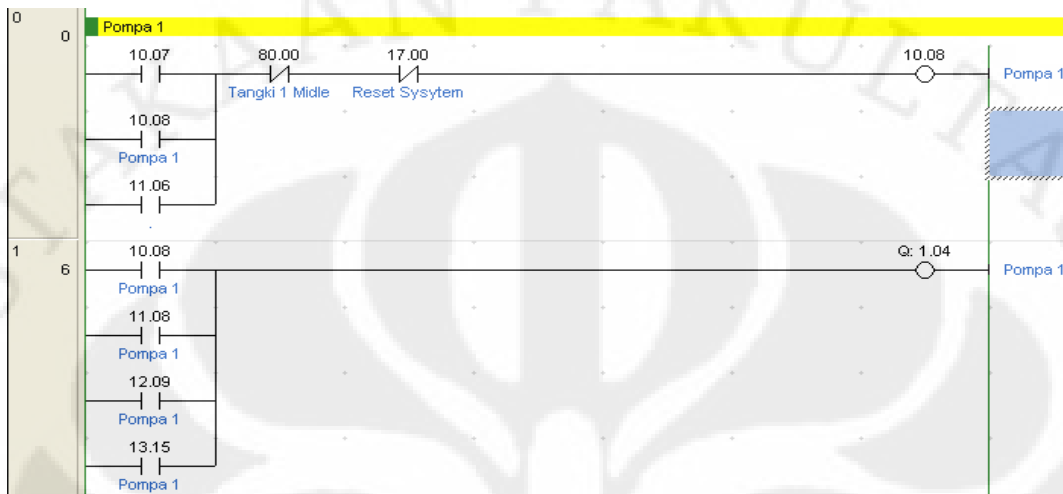 0
0
Pompa 1
10.07 80.00 17.00 10.08
Pompa 1
Tangki 1 Midle Reset Sysytem
10.08
Pompa 1
11.06
1
10.08 Q: 1.04
6
Pompa 1
Pompa 1
11.08
Pompa 1
12.09
Pompa 1
13.15
Pompa 1